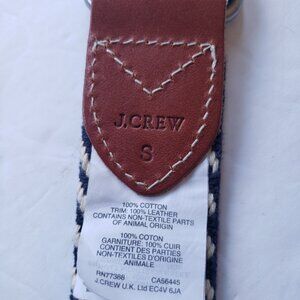 J.CREW
S
100% COTTON
TRIM: 100% LEATHER
CONTAINS NON-TEXTILE PARTS
OF ANIMAL ORIGIN
100% COTON
GARNITURE: 100% CUIR
CONTIENT DES PARTIES
NON-TEXTILES D'ORIGINE
ANIMALE
RN77388 CA56445
J.CREW U.K. Ltd EC4V 6JA